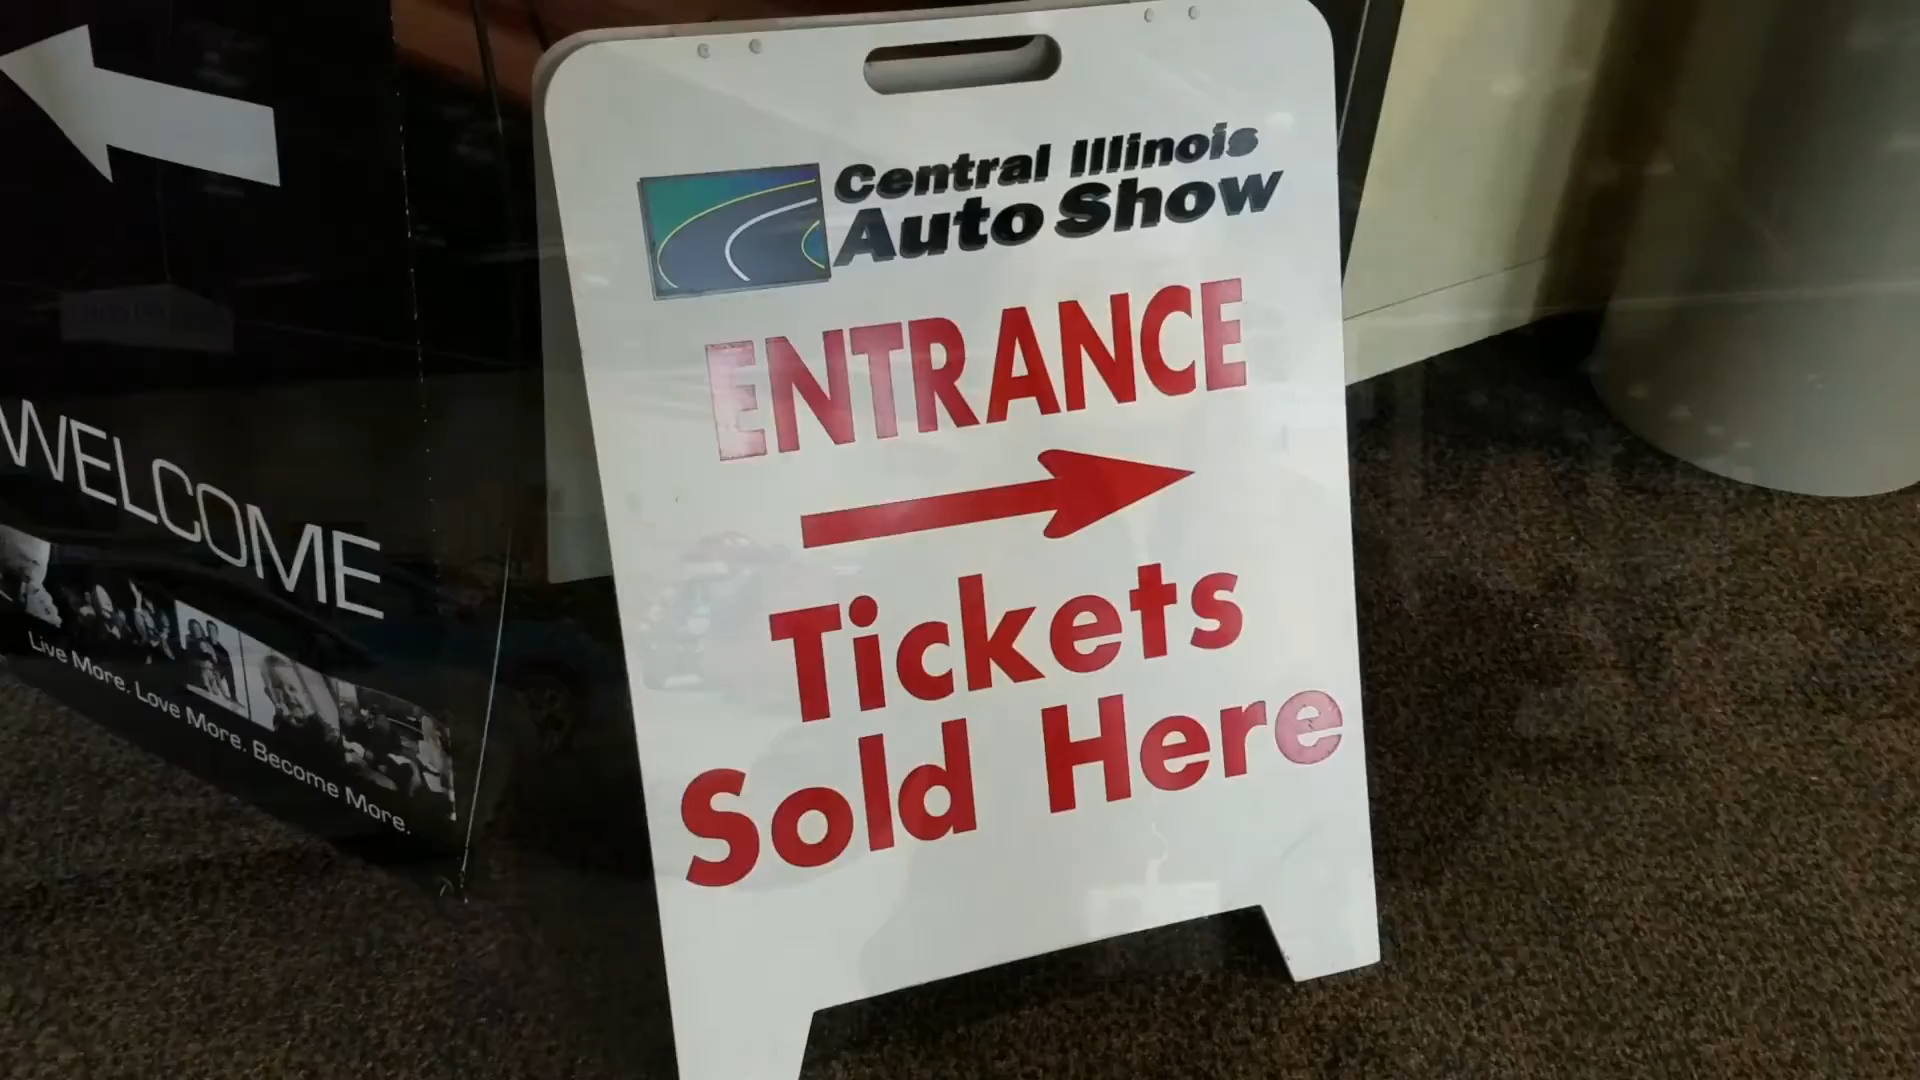 Central Illinois
Auto Show
ENTRANCE
Tickets
Sold Here
WELCOME
Live More. Love More. Become More.